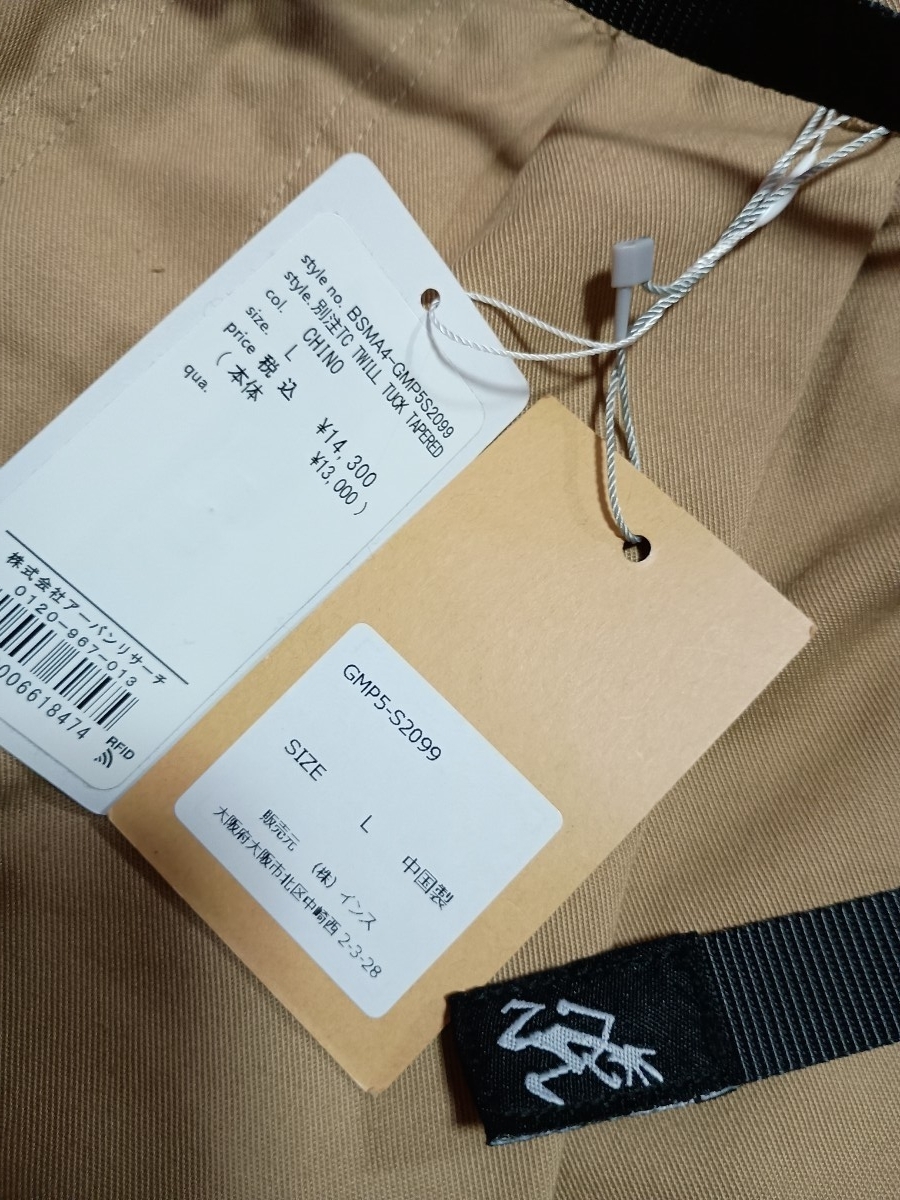 style no. BSMA4-GMP5S2099
style. 別注TC TWILL TUCK TAPERED
col. CHINO
size. L
price 税込 ¥14,300
(本体 ¥13,000)
qua.
株式会社アーバンリサーチ
0120-967-013
006618474
RFID
GMP5-S2099
SIZE L
中国製
販売元 (株)インス
大阪府大阪市北区中崎西2-3-28